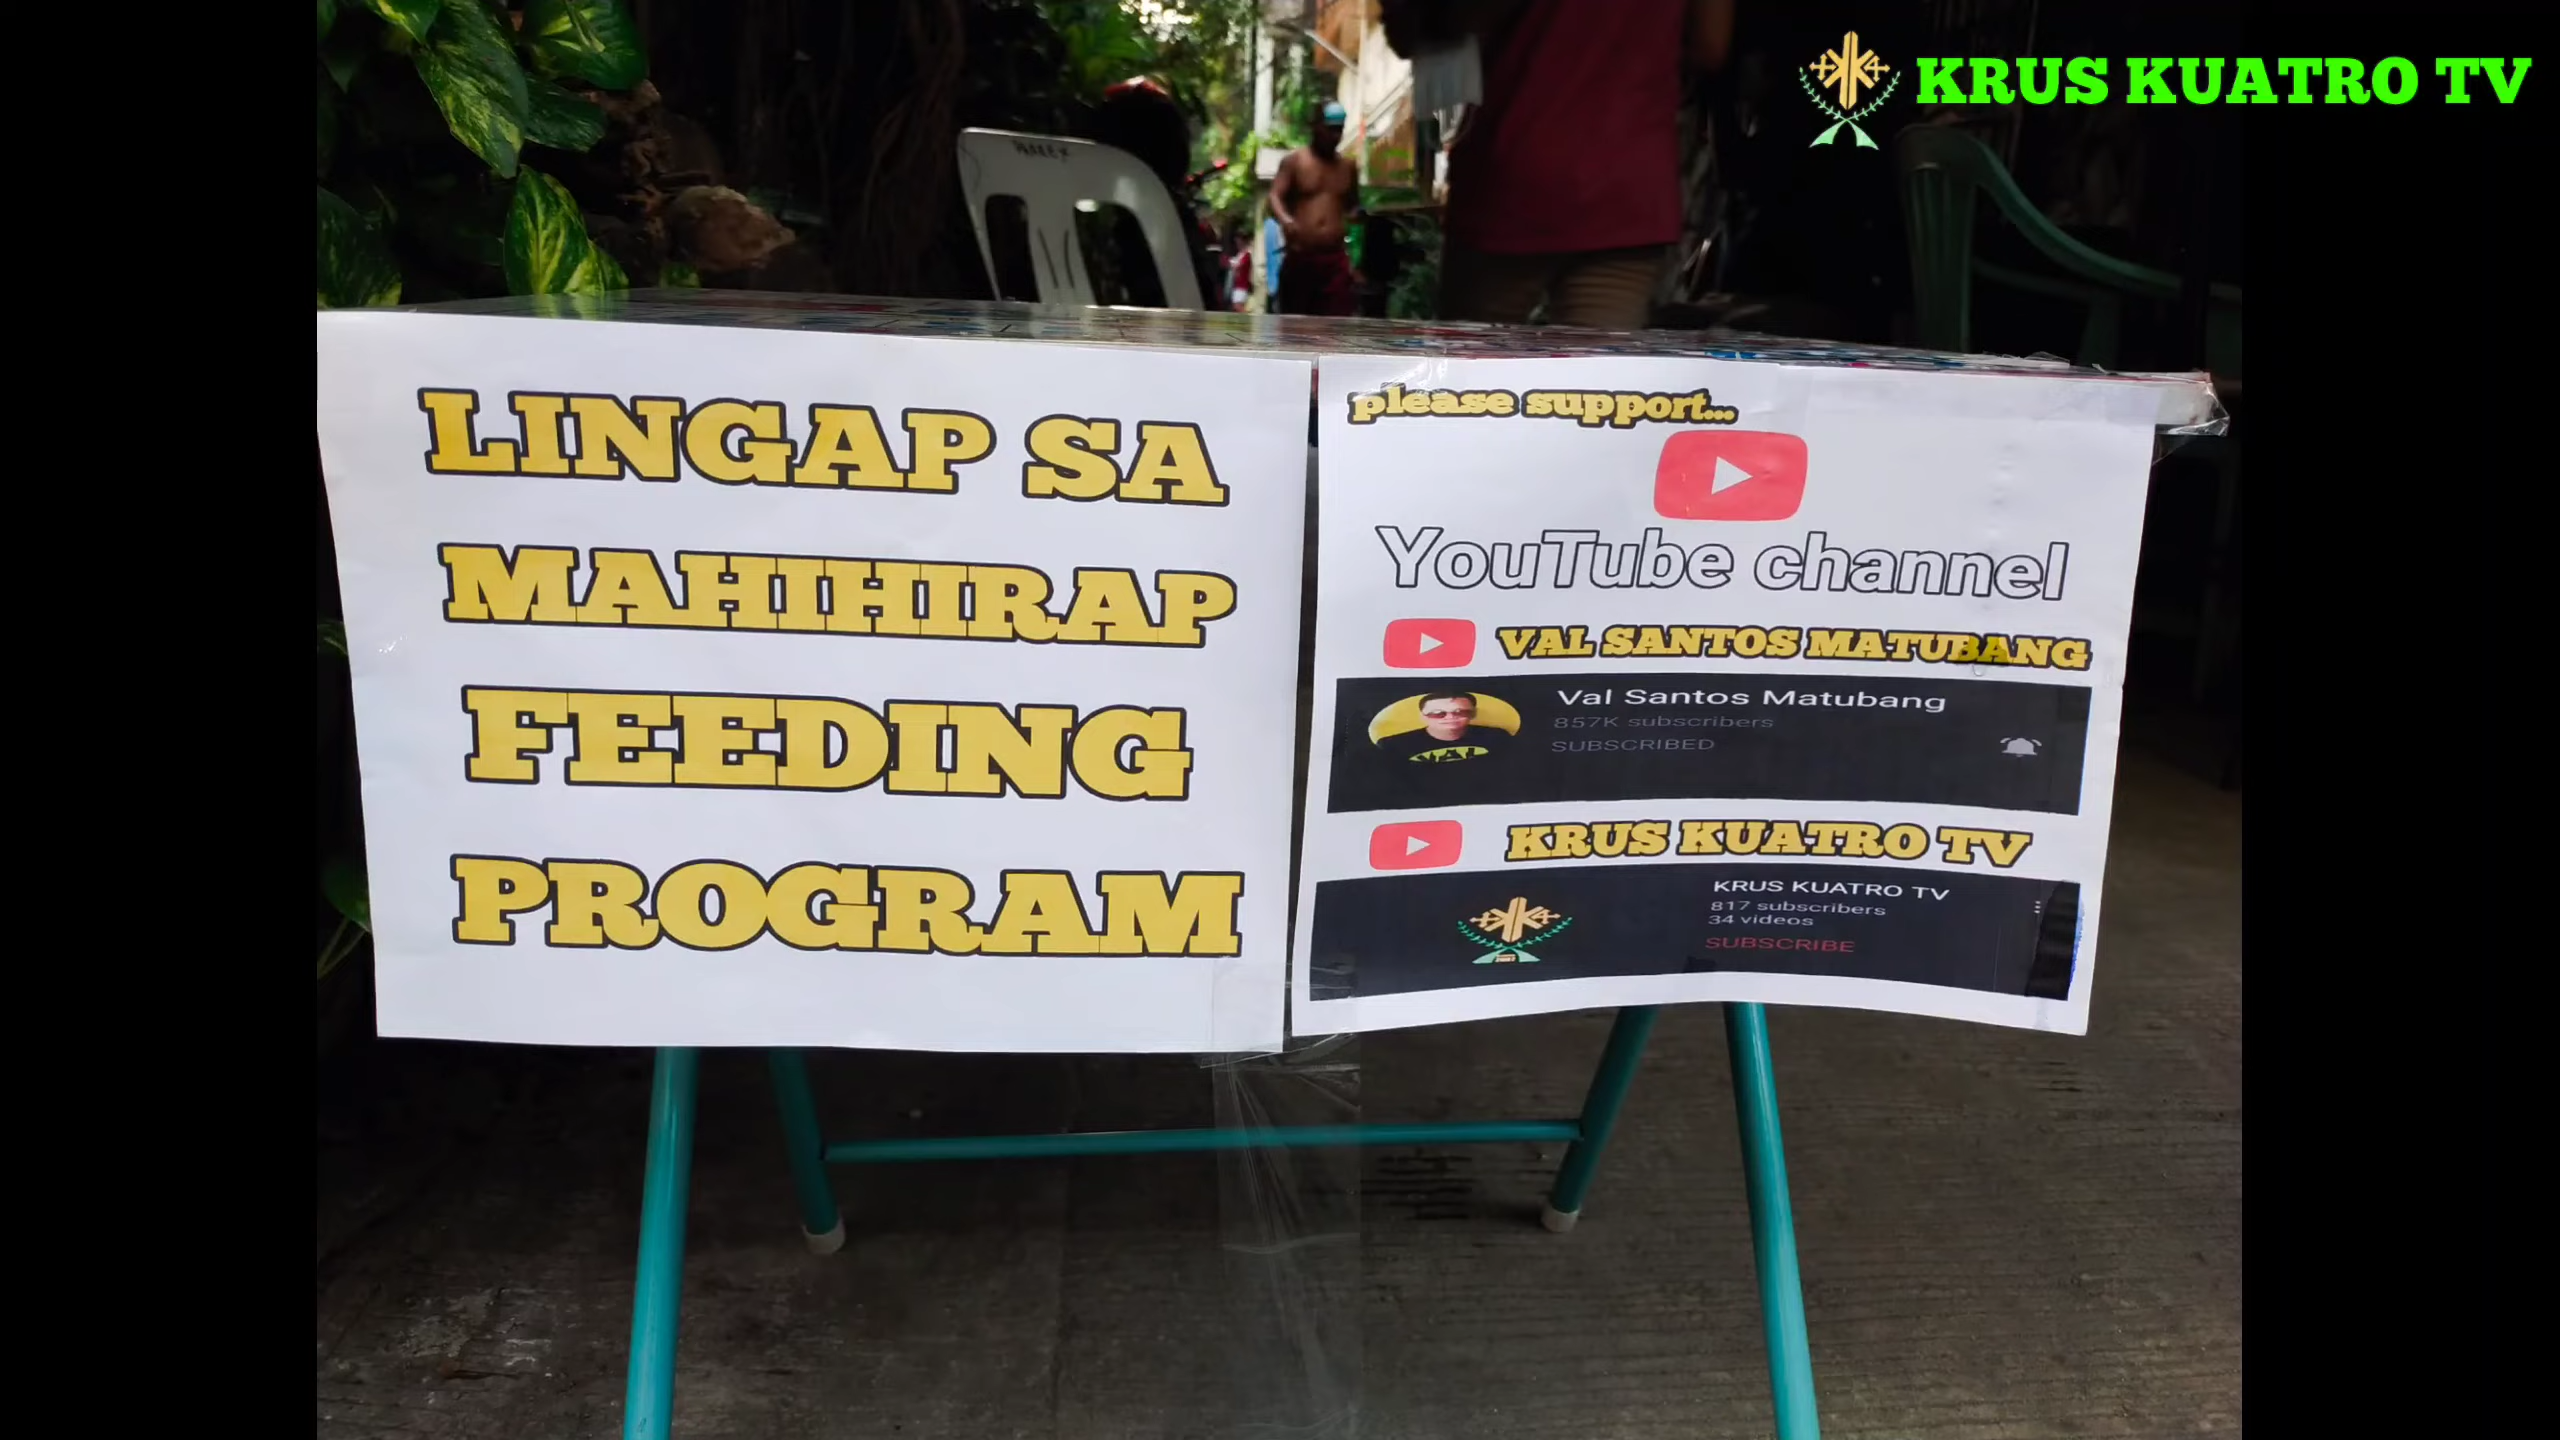 KRUS KUATRO TV
LINGAP SA
MAHIHIRAP
FEEDING
PROGRAM
please support...
YouTube channel
VAL SANTOS MATUBANG
Val Santos Matubang
857K subscribers
SUBSCRIBED
VAL
KRUS KUATRO TV
KRUS KUATRO TV
817 subscribers
34 videos
SUBSCRIBE